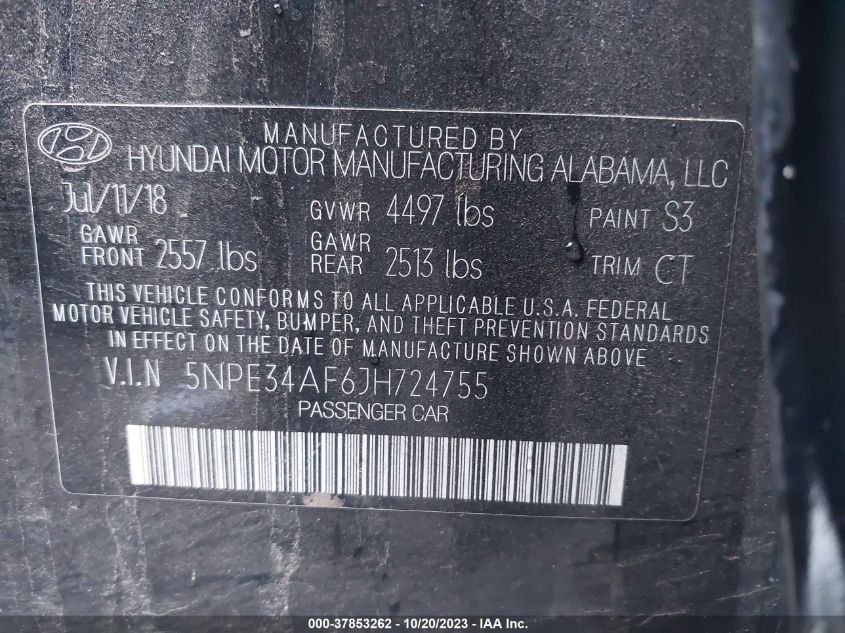 MANUFACTURED BY
HYUNDAI MOTOR MANUFACTURING ALABAMA, LLC
Jul/11/18 GVWR 4497 lbs PAINT S3
GAWR FRONT 2557 lbs GAWR REAR 2513 lbs TRIM CT
THIS VEHICLE CONFORMS TO ALL APPLICABLE U.S.A. FEDERAL
MOTOR VEHICLE SAFETY, BUMPER, AND THEFT PREVENTION STANDARDS
IN EFFECT ON THE DATE OF MANUFACTURE SHOWN ABOVE
V.I.N 5NPE34AF6JH724755
PASSENGER CAR
000-37853262 - 10/20/2023 - Copyright © 2023 IAA, Inc.